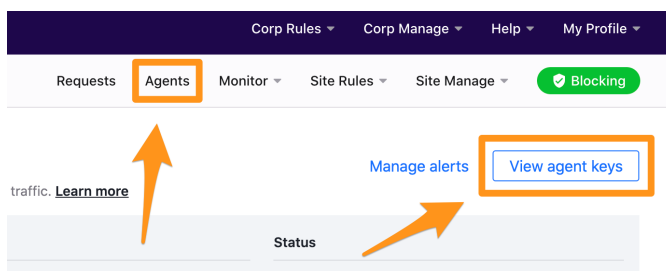 Corp Rules Corp Manage Help My Profile
Requests Agents Monitor Site Rules Site Manage Blocking
Manage alerts View agent keys
traffic. Learn more
Status